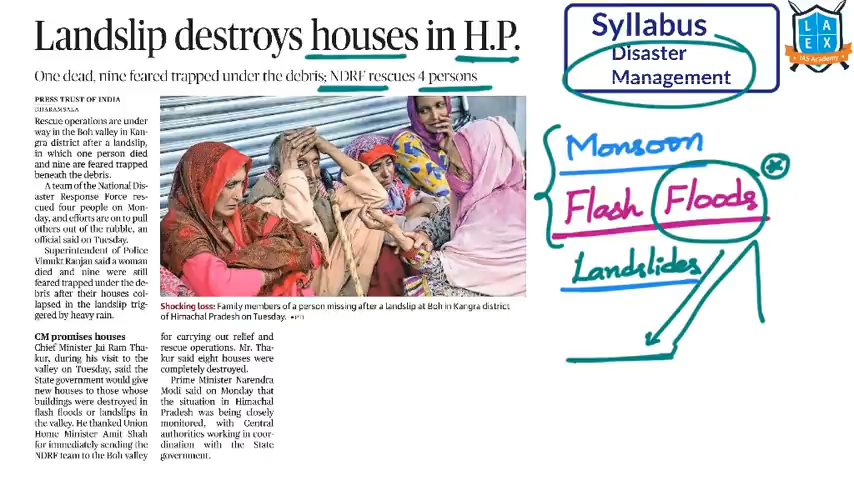 Landslip destroys houses in H.P.
One dead, nine feared trapped under the debris; NDRF rescues 4 persons
PRESS TRUST OF INDIA
DHARAMSALA
Rescue operations are under
way in the Boh valley in Kan-
gra district after a landslip,
in which one person died
and nine are feared trapped
beneath the debris.
A team of the National Dis-
aster Response Force res-
cued four people on Mon-
day, and efforts are on to pull
others out of the rubble, an
official said on Tuesday.
Superintendent of Police
Vimukt Ranjan said a woman
died and nine were still
feared trapped under the de-
bris after their houses col-
lapsed in the landslip trig-
gered by heavy rain.
CM promises houses
Chief Minister Jai Ram Tha-
kur, during his visit to the
valley on Tuesday, said the
State government would give
new houses to those whose
buildings were destroyed in
flash floods or landslips in
the valley. He thanked Union
Home Minister Amit Shah
for immediately sending the
NDRF team to the Boh valley
Shocking loss: Family members of a person missing after a landslip at Boh in Kangra district
of Himachal Pradesh on Tuesday. •PTI
for carrying out relief and
rescue operations. Mr. Tha-
kur said eight houses were
completely destroyed.
Prime Minister Narendra
Modi said on Monday that
the situation in Himachal
Pradesh was being closely
monitored, with Central
authorities working in coor-
dination with the State
government.
Syllabus
Disaster
Management
Monsoon
Flash Floods
Landslides
L A
E X
IAS Academy